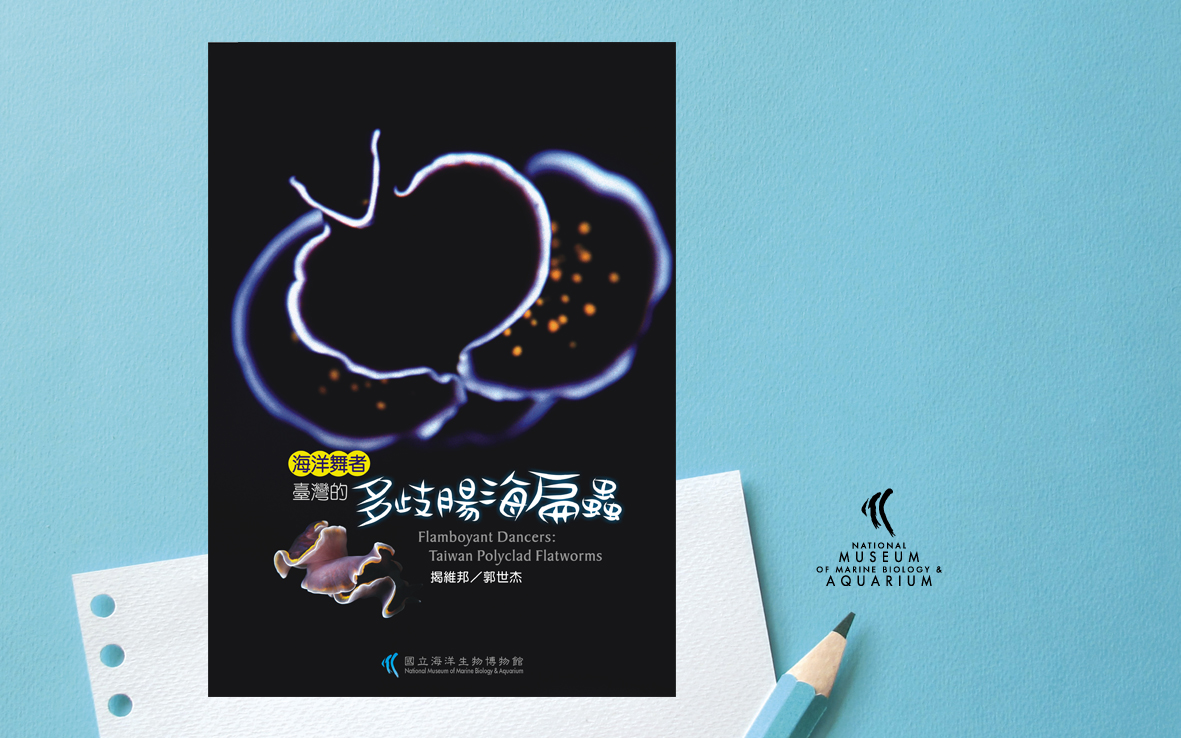 海洋舞者
臺灣的 多歧腸海扁蟲
Flamboyant Dancers:
Taiwan Polyclad Flatworms
揭維邦／郭世杰
國立海洋生物博物館
National Museum of Marine Biology & Aquarium
NATIONAL
MUSEUM
OF MARINE BIOLOGY &
AQUARIUM